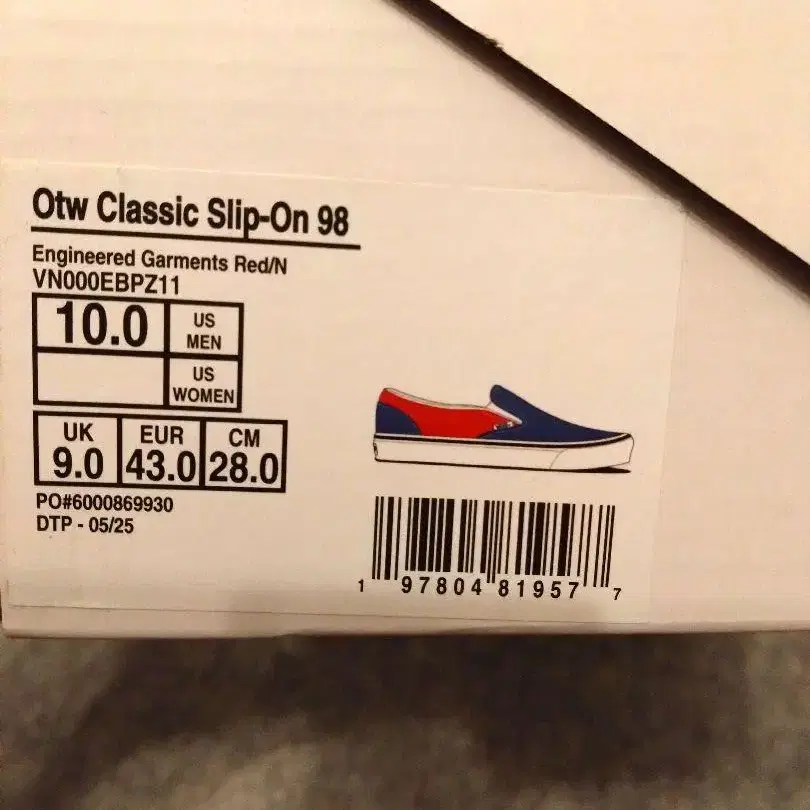 Otw Classic Slip-On 98
Engineered Garments Red/N
VN000EBPZ11
10.0 US MEN
US WOMEN
UK EUR CM
9.0 43.0 28.0
PO#6000869930
DTP - 05/25
1 97804 81957 7